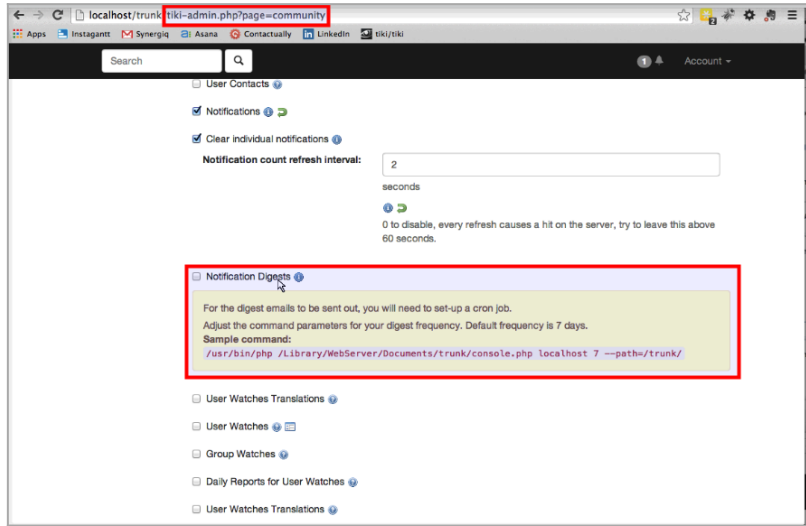 localhost/trunk/tiki-admin.php?page=community
Apps Instagantt Synergiq Asana Contactually LinkedIn tiki/tiki
Search 1 Account
User Contacts
Notifications
Clear individual notifications
Notification count refresh interval: 2
seconds
0 to disable, every refresh causes a hit on the server, try to leave this above
60 seconds.
Notification Digests
For the digest emails to be sent out, you will need to set-up a cron job.
Adjust the command parameters for your digest frequency. Default frequency is 7 days.
Sample command:
/usr/bin/php /Library/WebServer/Documents/trunk/console.php localhost 7 --path=/trunk/
User Watches Translations
User Watches
Group Watches
Daily Reports for User Watches
User Watches Translations